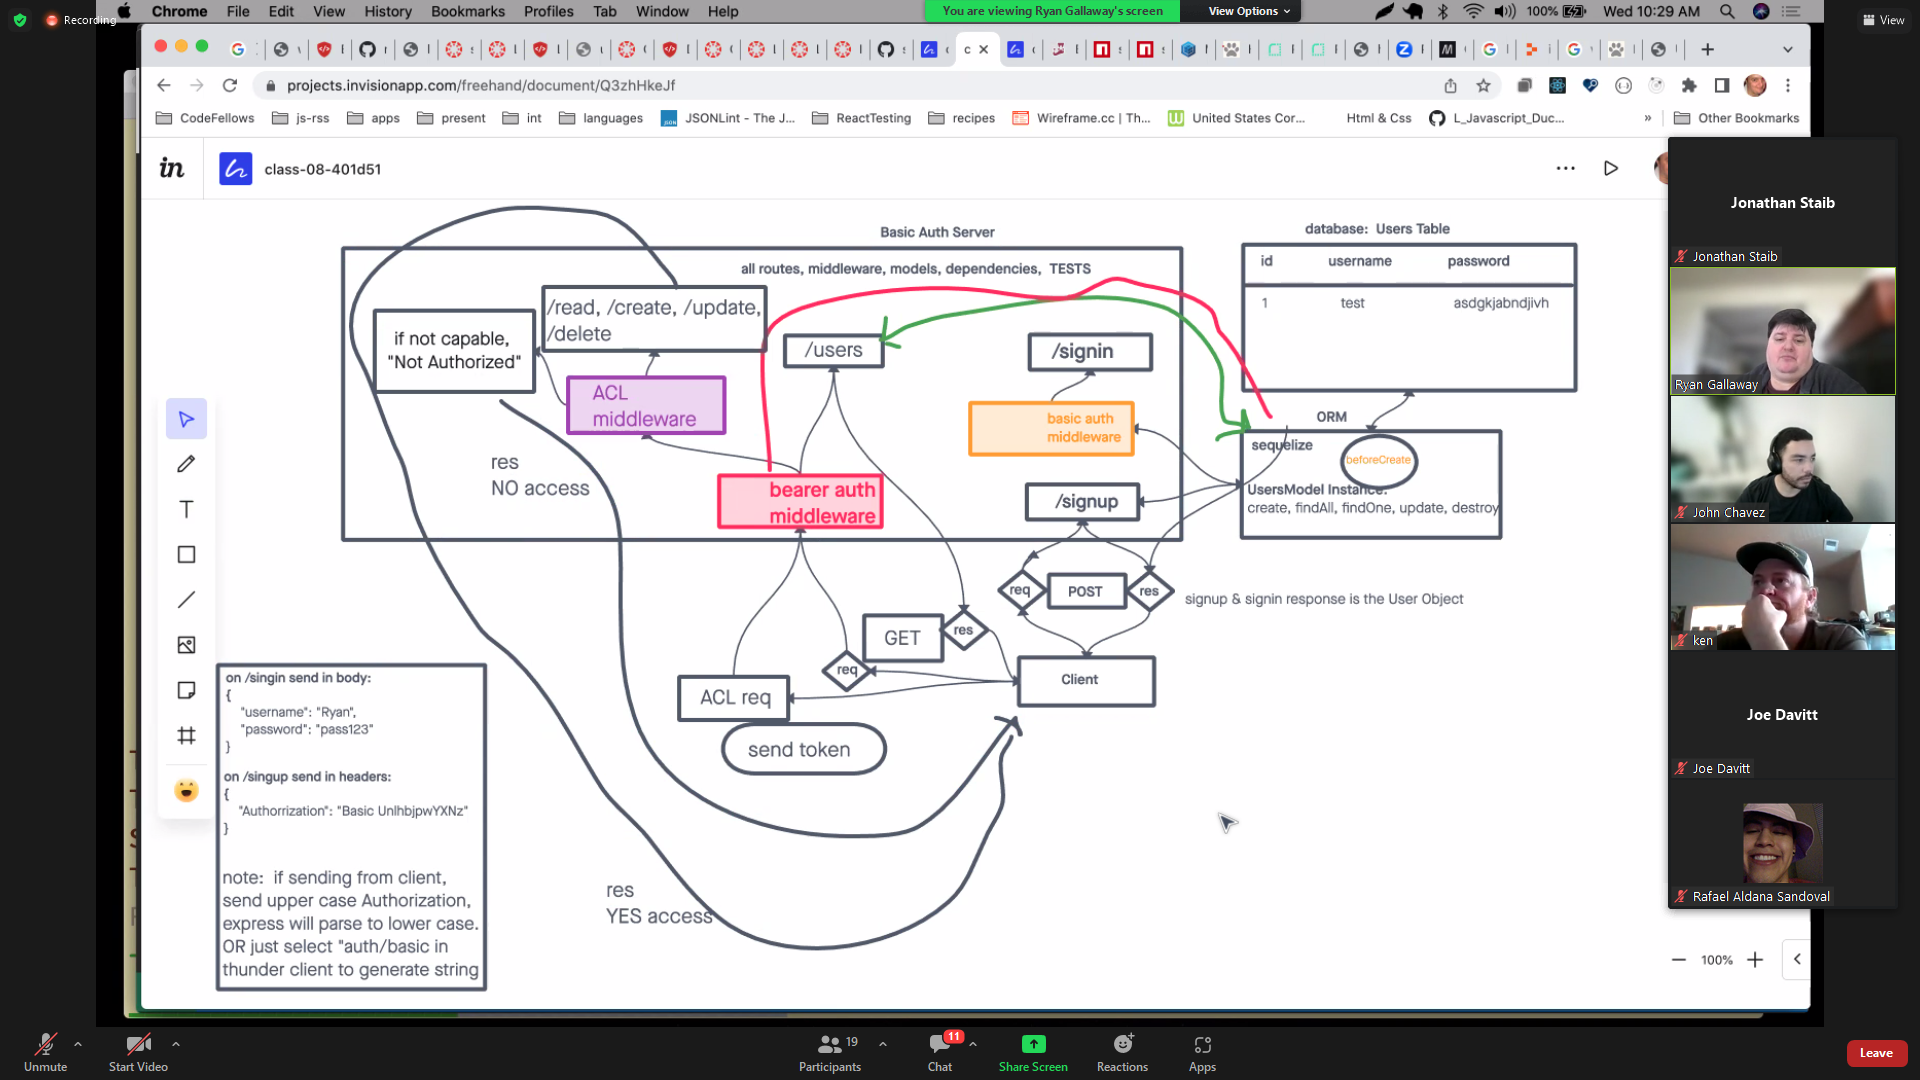 Recording
Chrome File Edit View History Bookmarks Profiles Tab Window Help
You are viewing Ryan Gallaway's screen
View Options
100%
Wed 10:29 AM
View
projects.invisionapp.com/freehand/document/Q3zhHkeJf
CodeFellows
js-rss
apps
present
int
languages
JSONLint - The J...
ReactTesting
recipes
Wireframe.cc | Th...
United States Cor...
Html & Css
L_Javascript_Duc...
»
Other Bookmarks
in
class-08-401d51
Basic Auth Server
all routes, middleware, models, dependencies, TESTS
database: Users Table
id username password
1 test asdgkjabndjivh
if not capable,
"Not Authorized"
/read, /create, /update,
/delete
/users
/signin
ACL
middleware
basic auth
middleware
ORM
sequelize
beforeCreate
UsersModel Instance:
create, findAll, findOne, update, destroy
res
NO access
bearer auth
middleware
/signup
req
POST
res
signup & signin response is the User Object
GET
res
req
ACL req
Client
send token
on /singin send in body:
{
"username": "Ryan",
"password": "pass123"
}
on /singup send in headers:
{
"Authorrization": "Basic UnlhbjpwYXNz"
}
note: if sending from client,
send upper case Authorization,
express will parse to lower case.
OR just select "auth/basic in
thunder client to generate string
res
YES access
100%
Jonathan Staib
Jonathan Staib
Ryan Gallaway
John Chavez
ken
Joe Davitt
Joe Davitt
Rafael Aldana Sandoval
Unmute
Start Video
19
Participants
11
Chat
Share Screen
Reactions
Apps
Leave